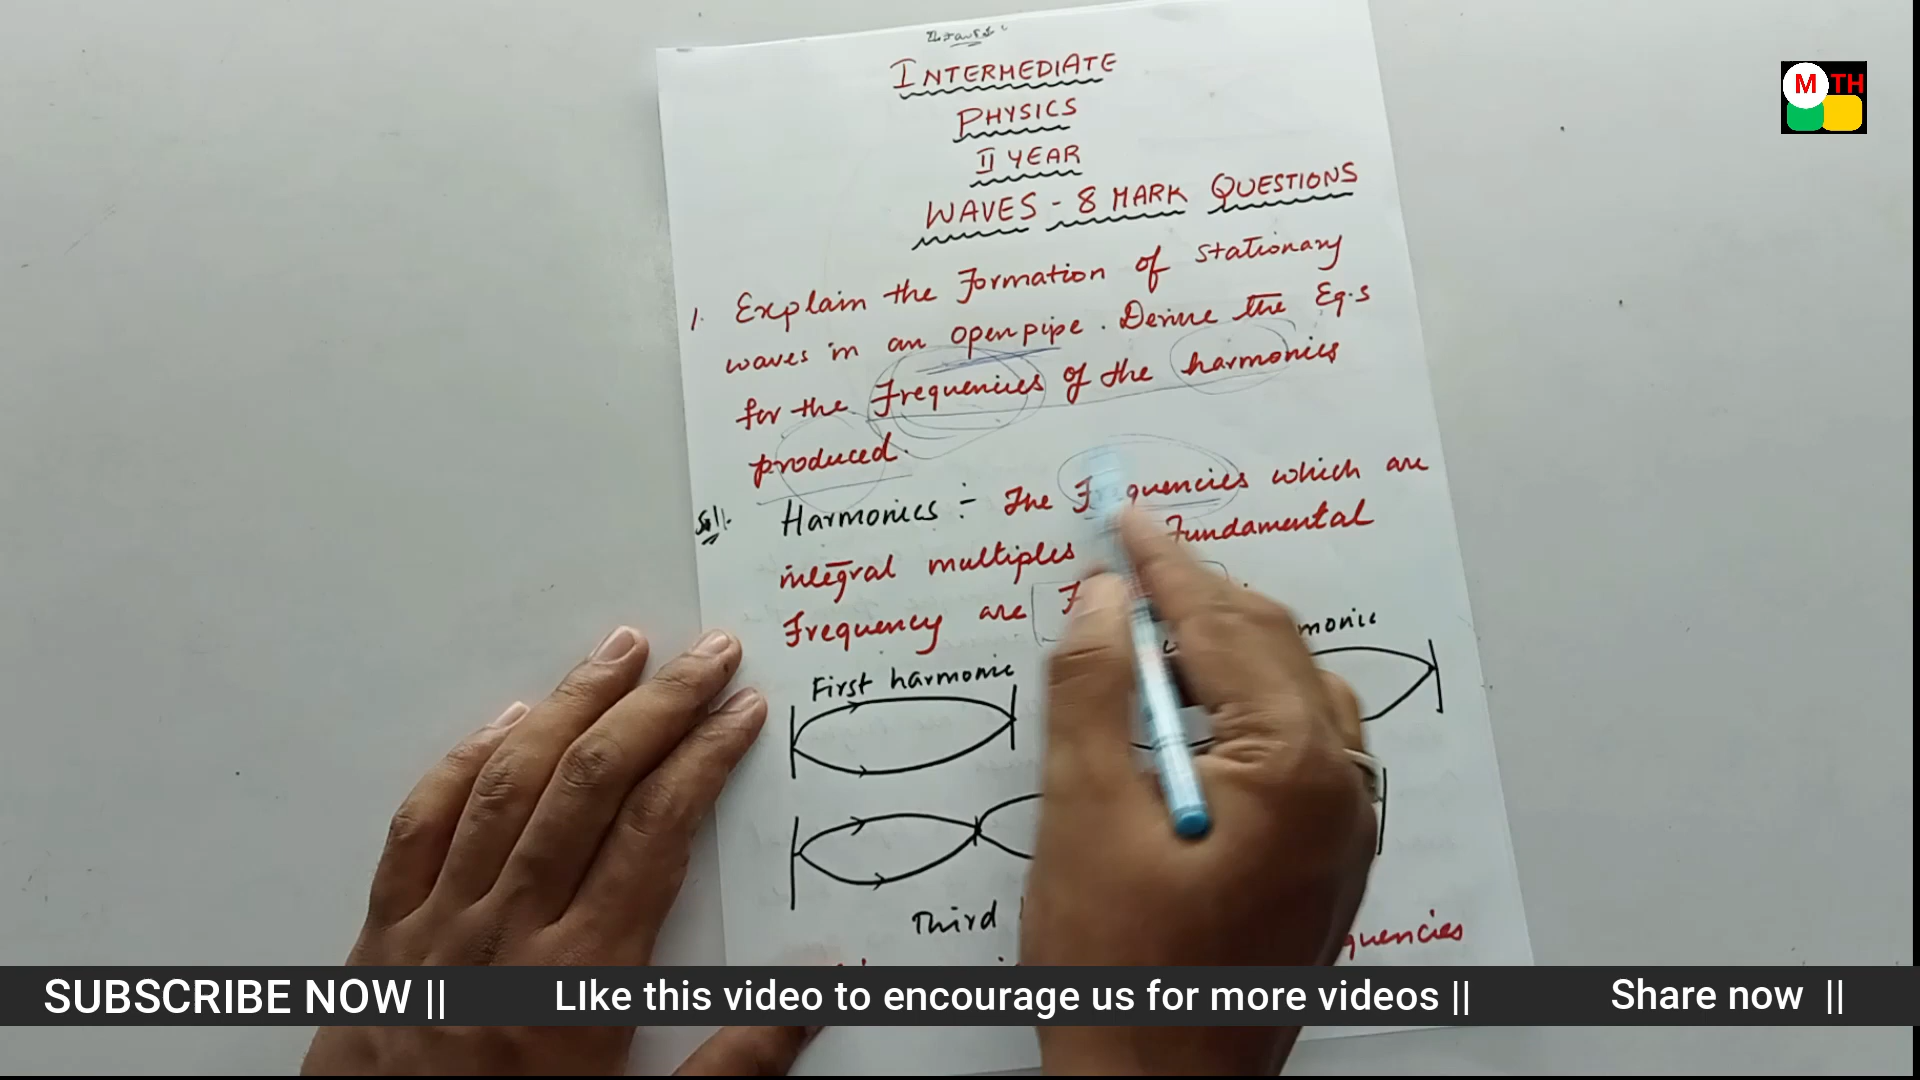 INTERMEDIATE
PHYSICS
II YEAR
WAVES - 8 MARK QUESTIONS
1. Explain the Formation of stationary
waves in an open pipe. Derive the Eq.s
for the Frequencies of the harmonics
produced.
Sol:
Harmonics :- The Frequencies which are
integral multiples Fundamental
Frequency are
First harmonic
monic
Third
quencies
M TH
SUBSCRIBE NOW || LIke this video to encourage us for more videos || Share now ||